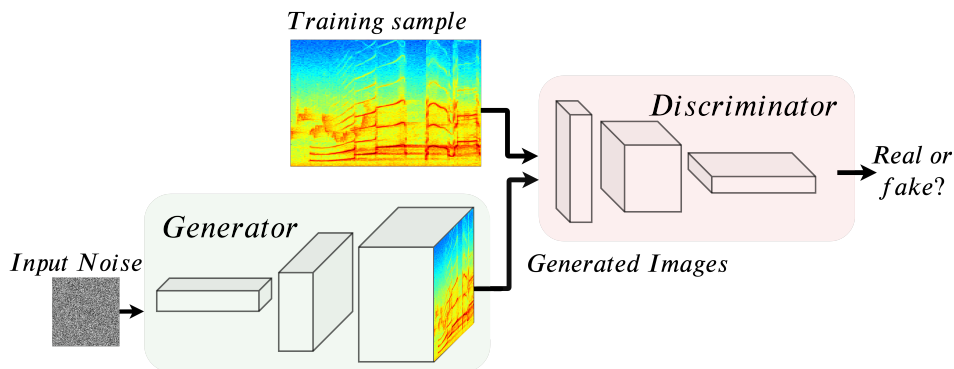 Training sample
Discriminator
Real or
fake?
Generator
Input Noise
Generated Images